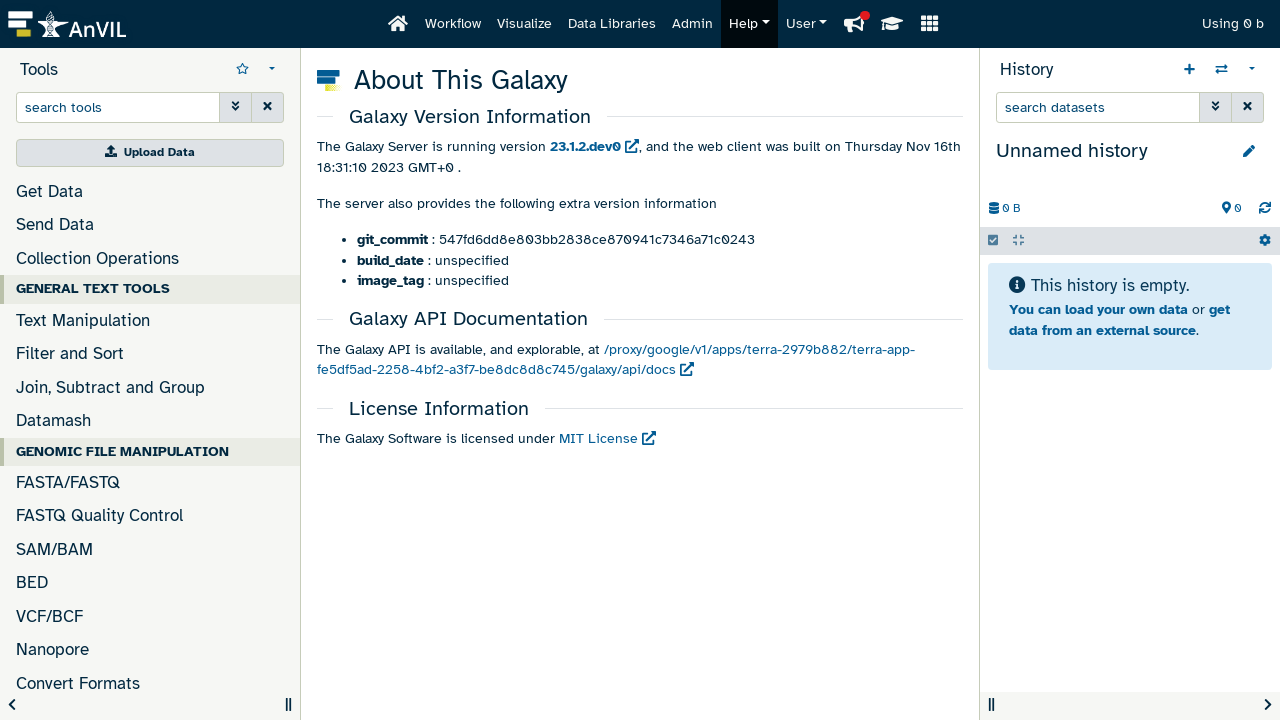 AnVIL
Workflow
Visualize
Data Libraries
Admin
Help
User
Using 0 b
Tools
search tools
Upload Data
Get Data
Send Data
Collection Operations
GENERAL TEXT TOOLS
Text Manipulation
Filter and Sort
Join, Subtract and Group
Datamash
GENOMIC FILE MANIPULATION
FASTA/FASTQ
FASTQ Quality Control
SAM/BAM
BED
VCF/BCF
Nanopore
Convert Formats
About This Galaxy
Galaxy Version Information
The Galaxy Server is running version 23.1.2.dev0 , and the web client was built on Thursday Nov 16th
18:31:10 2023 GMT+0 .
The server also provides the following extra version information
• git_commit : 547fd6dd8e803bb2838ce870941c7346a71c0243
• build_date : unspecified
• image_tag : unspecified
Galaxy API Documentation
The Galaxy API is available, and explorable, at /proxy/google/v1/apps/terra-2979b882/terra-app-
fe5df5ad-2258-4bf2-a3f7-be8dc8d8c745/galaxy/api/docs
License Information
The Galaxy Software is licensed under MIT License
History
search datasets
Unnamed history
0 B
0
This history is empty.
You can load your own data or get
data from an external source.